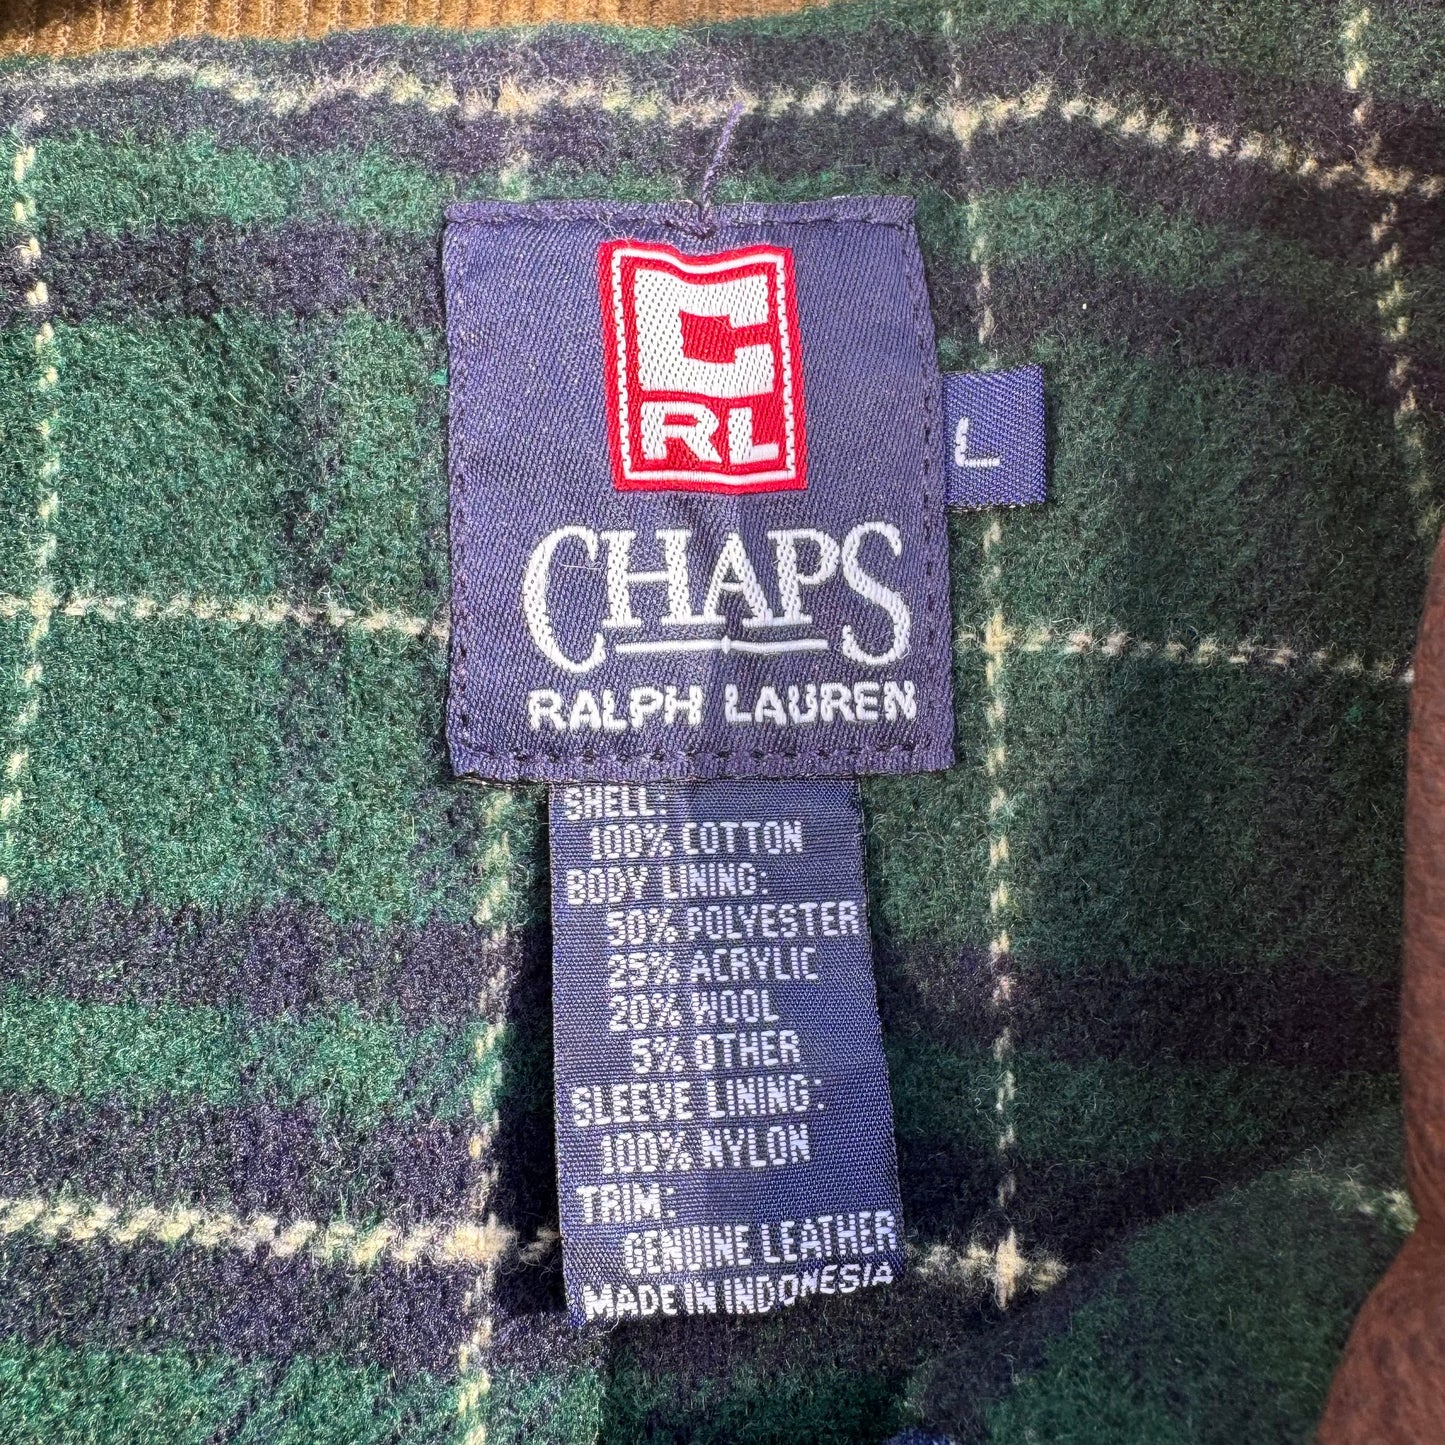 C
RL
L
CHAPS
RALPH LAUREN
SHELL:
100% COTTON
BODY LINING:
50% POLYESTER
25% ACRYLIC
20% WOOL
5% OTHER
SLEEVE LINING:
100% NYLON
TRIM:
GENUINE LEATHER
MADE IN INDONESIA